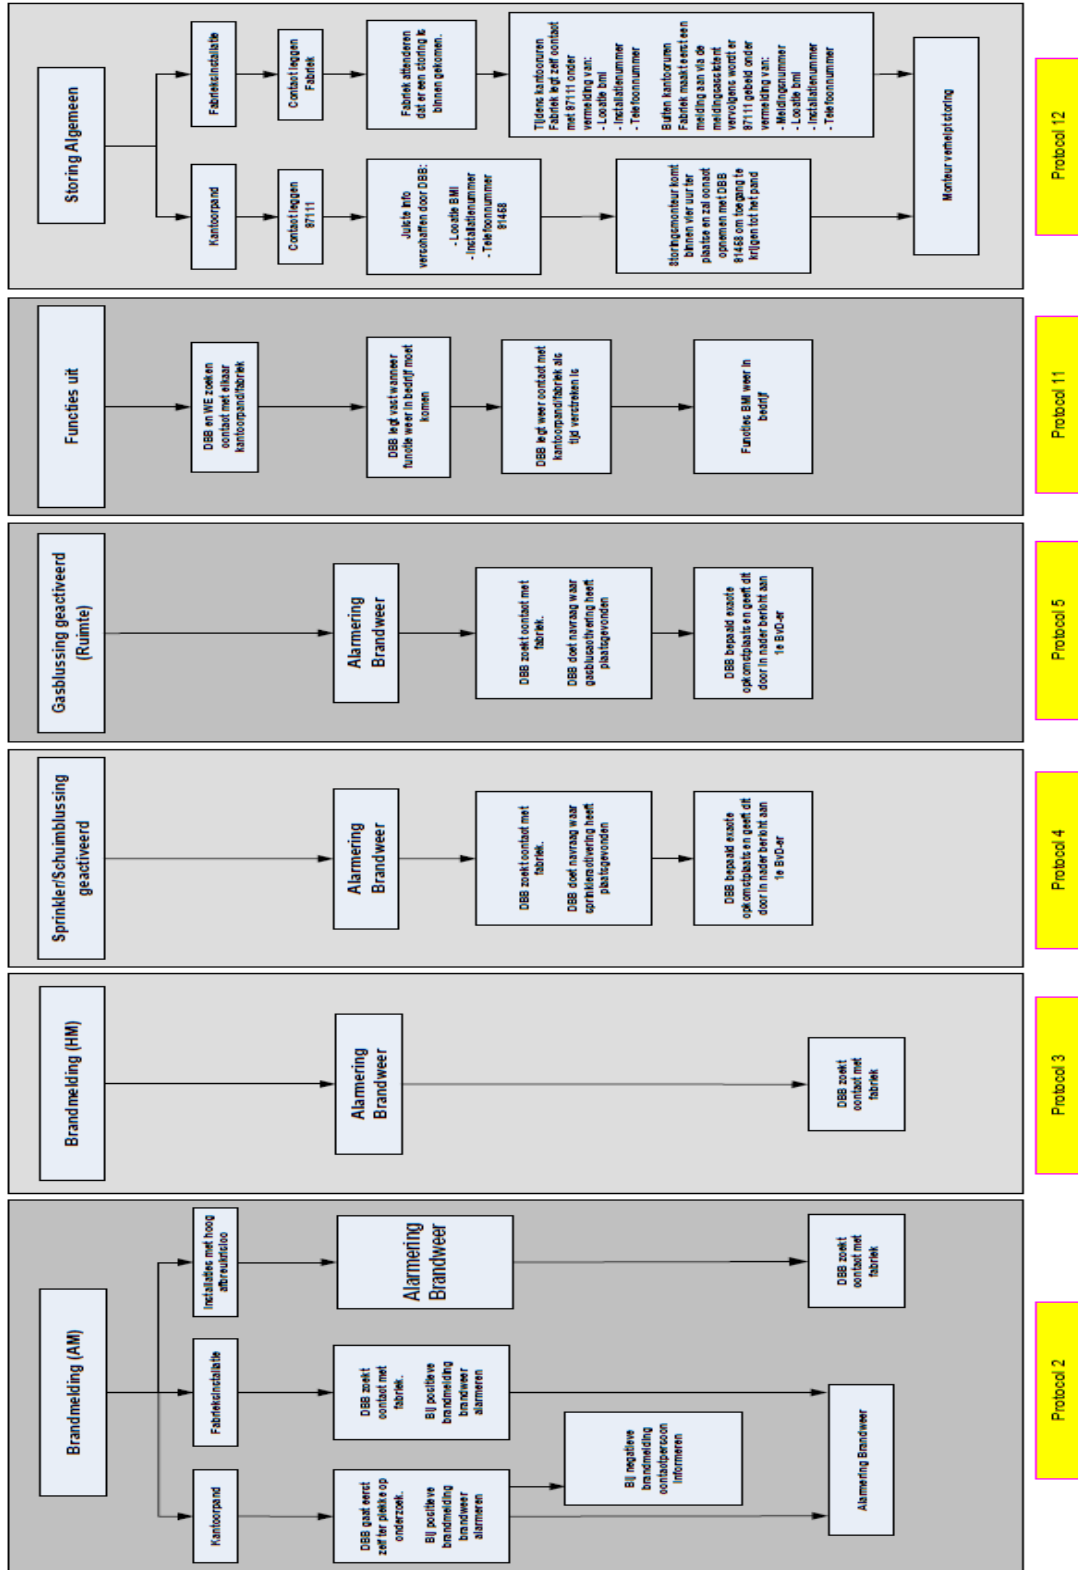 Brandmelding (AM)
Kantoorpand
Fabrieksinstallatie
Installaties met hoog
afbreukrisico
DBB gaat eerst
zelf ter plekke op
onderzoek.
Bij positieve
brandmelding
brandweer
alarmeren
DBB zoekt
contact met
fabriek.
Bij positieve
brandmelding
brandweer
alarmeren
Alarmering
Brandweer
Bij negatieve
brandmelding
contactpersoon
informeren
DBB zoekt
contact met
fabriek
Alarmering Brandweer
Protocol 2
Brandmelding (HM)
Alarmering
Brandweer
DBB zoekt
contact met
fabriek
Protocol 3
Sprinkler/Schuimblussing
geactiveerd
Alarmering
Brandweer
DBB zoekt contact met
fabriek.
DBB doet navraag waar
sprinkleractivering heeft
plaatsgevonden
DBB bepaald exacte
opkomstplaats en geeft dit
door in nader bericht aan
1e BvD-er
Protocol 4
Gasblussing geactiveerd
(Ruimte)
Alarmering
Brandweer
DBB zoekt contact met
fabriek.
DBB doet navraag waar
gasblusactivering heeft
plaatsgevonden
DBB bepaald exacte
opkomstplaats en geeft dit
door in nader bericht aan
1e BvD-er
Protocol 5
Functies uit
DBB en WE zoeken
contact met elkaar
kantoorpand/fabriek
DBB legt vast wanneer
functie weer in bedrijf moet
komen
DBB legt weer contact met
kantoorpand/fabriek als
tijd verstreken is
Functies BMI weer in
bedrijf
Protocol 11
Storing Algemeen
Kantoorpand
Fabrieksinstallatie
Contact leggen
97111
Contact leggen
Fabriek
Juiste info
verschaffen door DBB:
- Locatie BMI
- Installatienummer
- Telefoonnummer
91458
Fabriek attenderen
dat er een storing is
binnen gekomen.
Storingsmonteur komt
binnen vier uur ter
plaatse en zal contact
opnemen met DBB
91458 om toegang te
krijgen tot het pand
Tijdens kantooruren
Fabriek legt zelf contact
met 97111 onder
vermelding van:
- Locatie bmi
- Installatienummer
- Telefoonnummer
Buiten kantooruren
Fabriek maakt eerst een
melding aan via de
meldingsassistent
vervolgens wordt er
97111 gebeld onder
vermelding van:
- Meldingsnummer
- Locatie bmi
- Installatienummer
- Telefoonnummer
Monteur verhelpt storing
Protocol 12